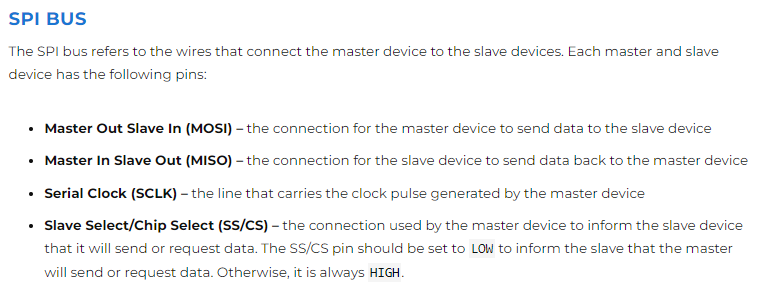 SPI BUS
The SPI bus refers to the wires that connect the master device to the slave devices. Each master and slave
device has the following pins:
• Master Out Slave In (MOSI) – the connection for the master device to send data to the slave device
• Master In Slave Out (MISO) – the connection for the slave device to send data back to the master device
• Serial Clock (SCLK) – the line that carries the clock pulse generated by the master device
• Slave Select/Chip Select (SS/CS) – the connection used by the master device to inform the slave device
that it will send or request data. The SS/CS pin should be set to LOW to inform the slave that the master
will send or request data. Otherwise, it is always HIGH.